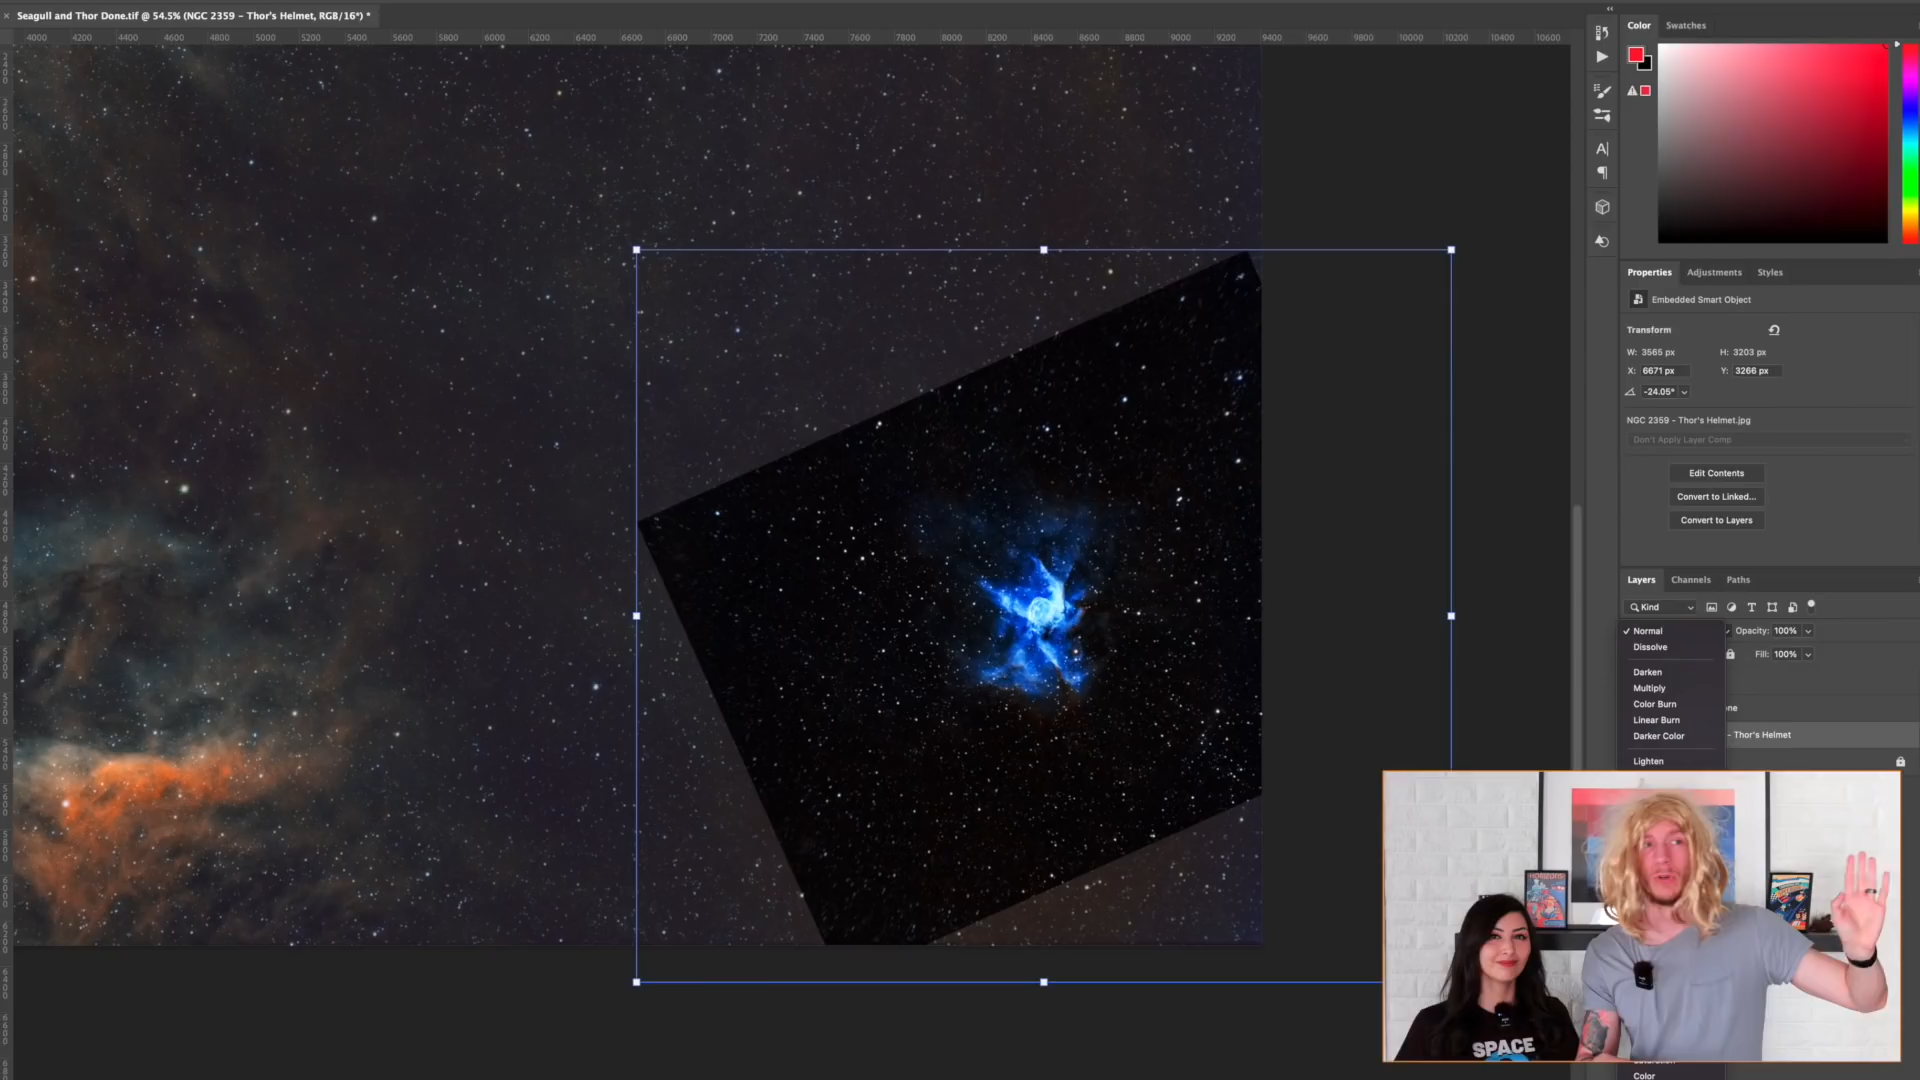 Seagull and Thor Done.tif @ 54.5% (NGC 2359 - Thor's Helmet, RGB/16*) *
4000 4200 4400 4600 4800 5000 5200 5400 5600 5800 6000 6200 6400 6600 6800 7000 7200 7400 7600 7800 8000 8200 8400 8600 8800 9000 9200 9400 9600 9800 10000 10200 10400 10600
Color Swatches
Properties Adjustments Styles
Embedded Smart Object
Transform
W: 3565 px H: 3203 px
X: 6671 px Y: 3266 px
-24.05°
NGC 2359 - Thor's Helmet.jpg
Don't Apply Layer Comp
Edit Contents
Convert to Linked...
Convert to Layers
Layers Channels Paths
Kind
Normal
Opacity: 100%
Dissolve
Fill: 100%
Darken
Multiply
Color Burn
one
Linear Burn
Darker Color
- Thor's Helmet
Lighten
HORIZONS
SPACE
Color